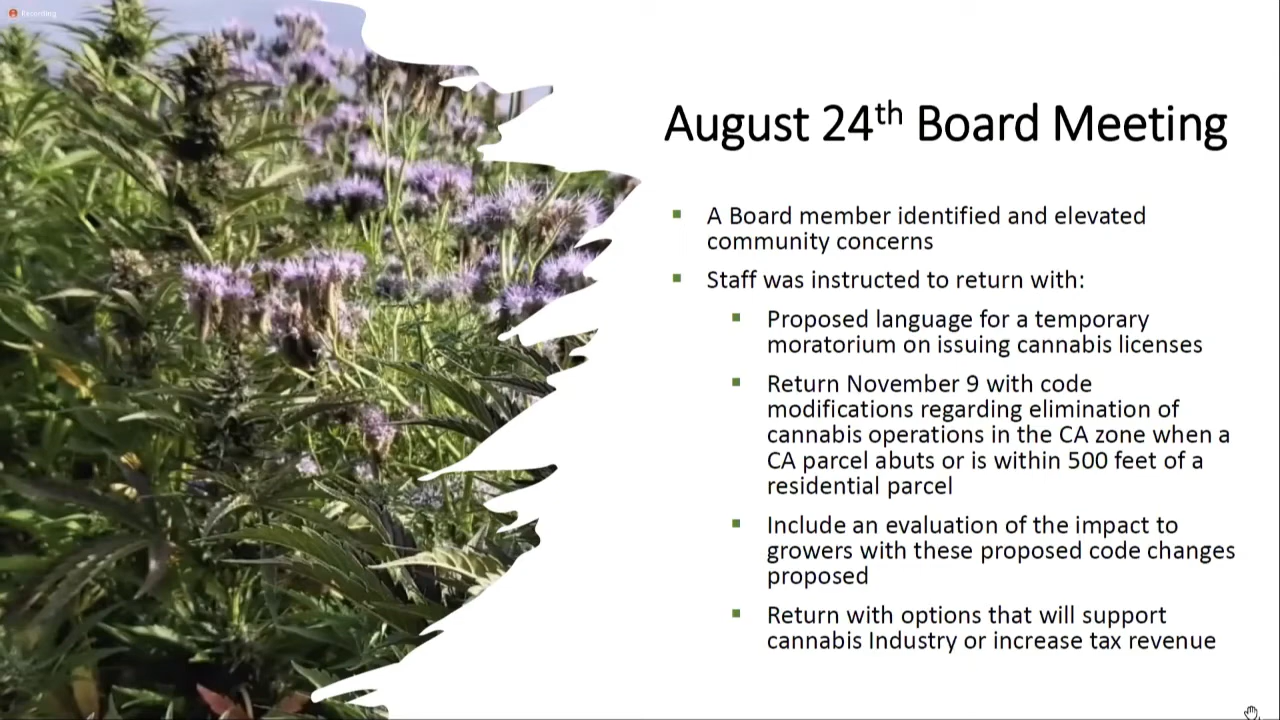 Recording
August 24th Board Meeting
A Board member identified and elevated
community concerns
Staff was instructed to return with:
Proposed language for a temporary
moratorium on issuing cannabis licenses
Return November 9 with code
modifications regarding elimination of
cannabis operations in the CA zone when a
CA parcel abuts or is within 500 feet of a
residential parcel
Include an evaluation of the impact to
growers with these proposed code changes
proposed
Return with options that will support
cannabis Industry or increase tax revenue